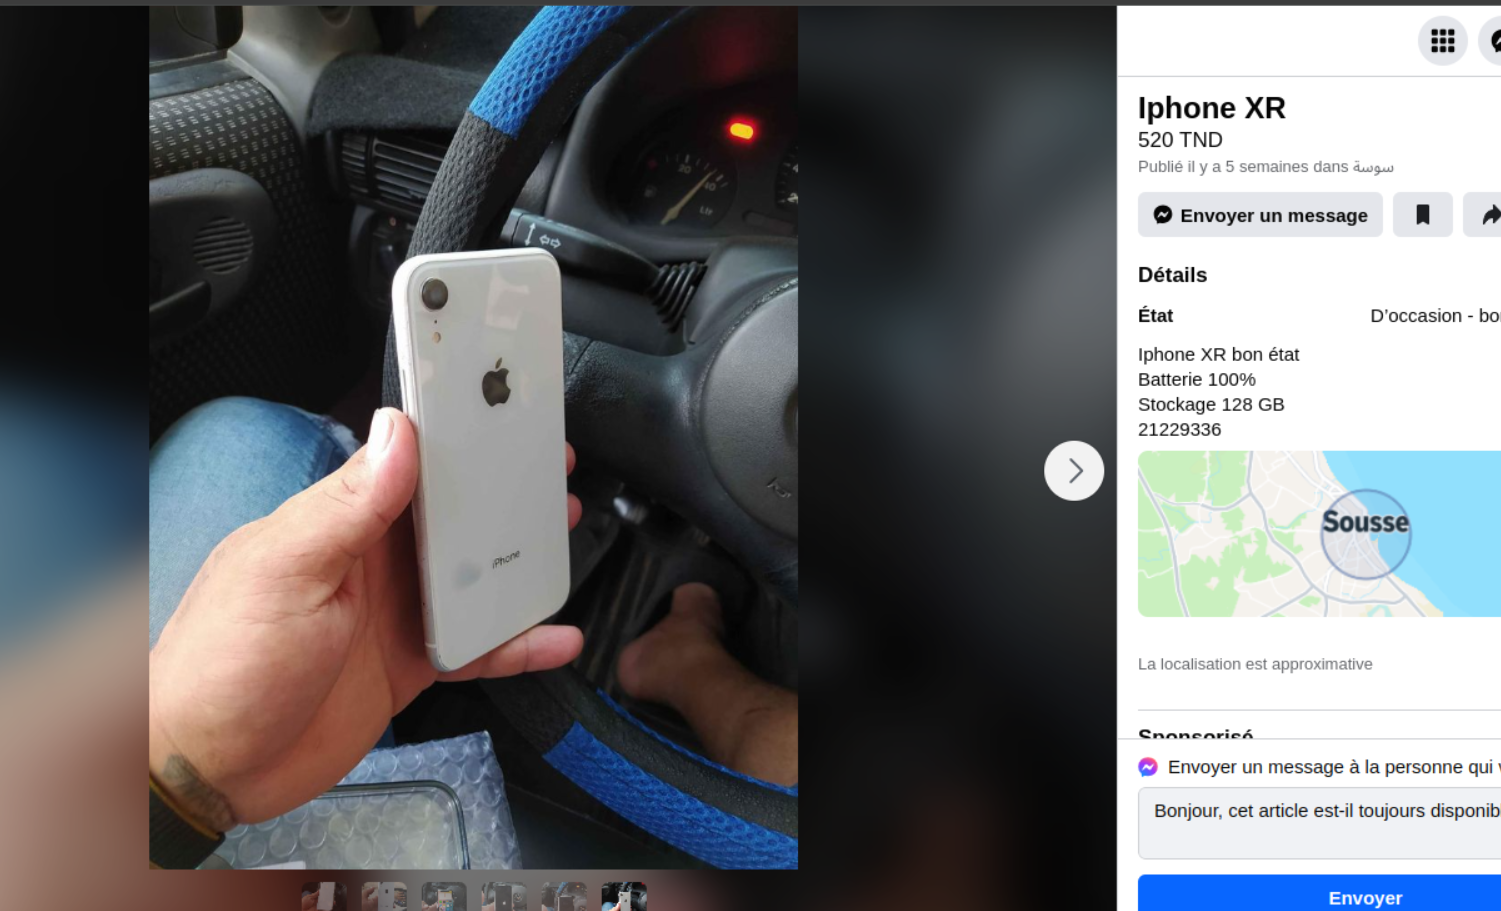 Iphone XR
520 TND
Publié il y a 5 semaines dans سوسة
Envoyer un message
Détails
État
D'occasion - bo
Iphone XR bon état
Batterie 100%
Stockage 128 GB
21229336
Sousse
La localisation est approximative
Sponsorisé
Envoyer un message à la personne qui v
Bonjour, cet article est-il toujours disponib
Envoyer
iPhone
20
40